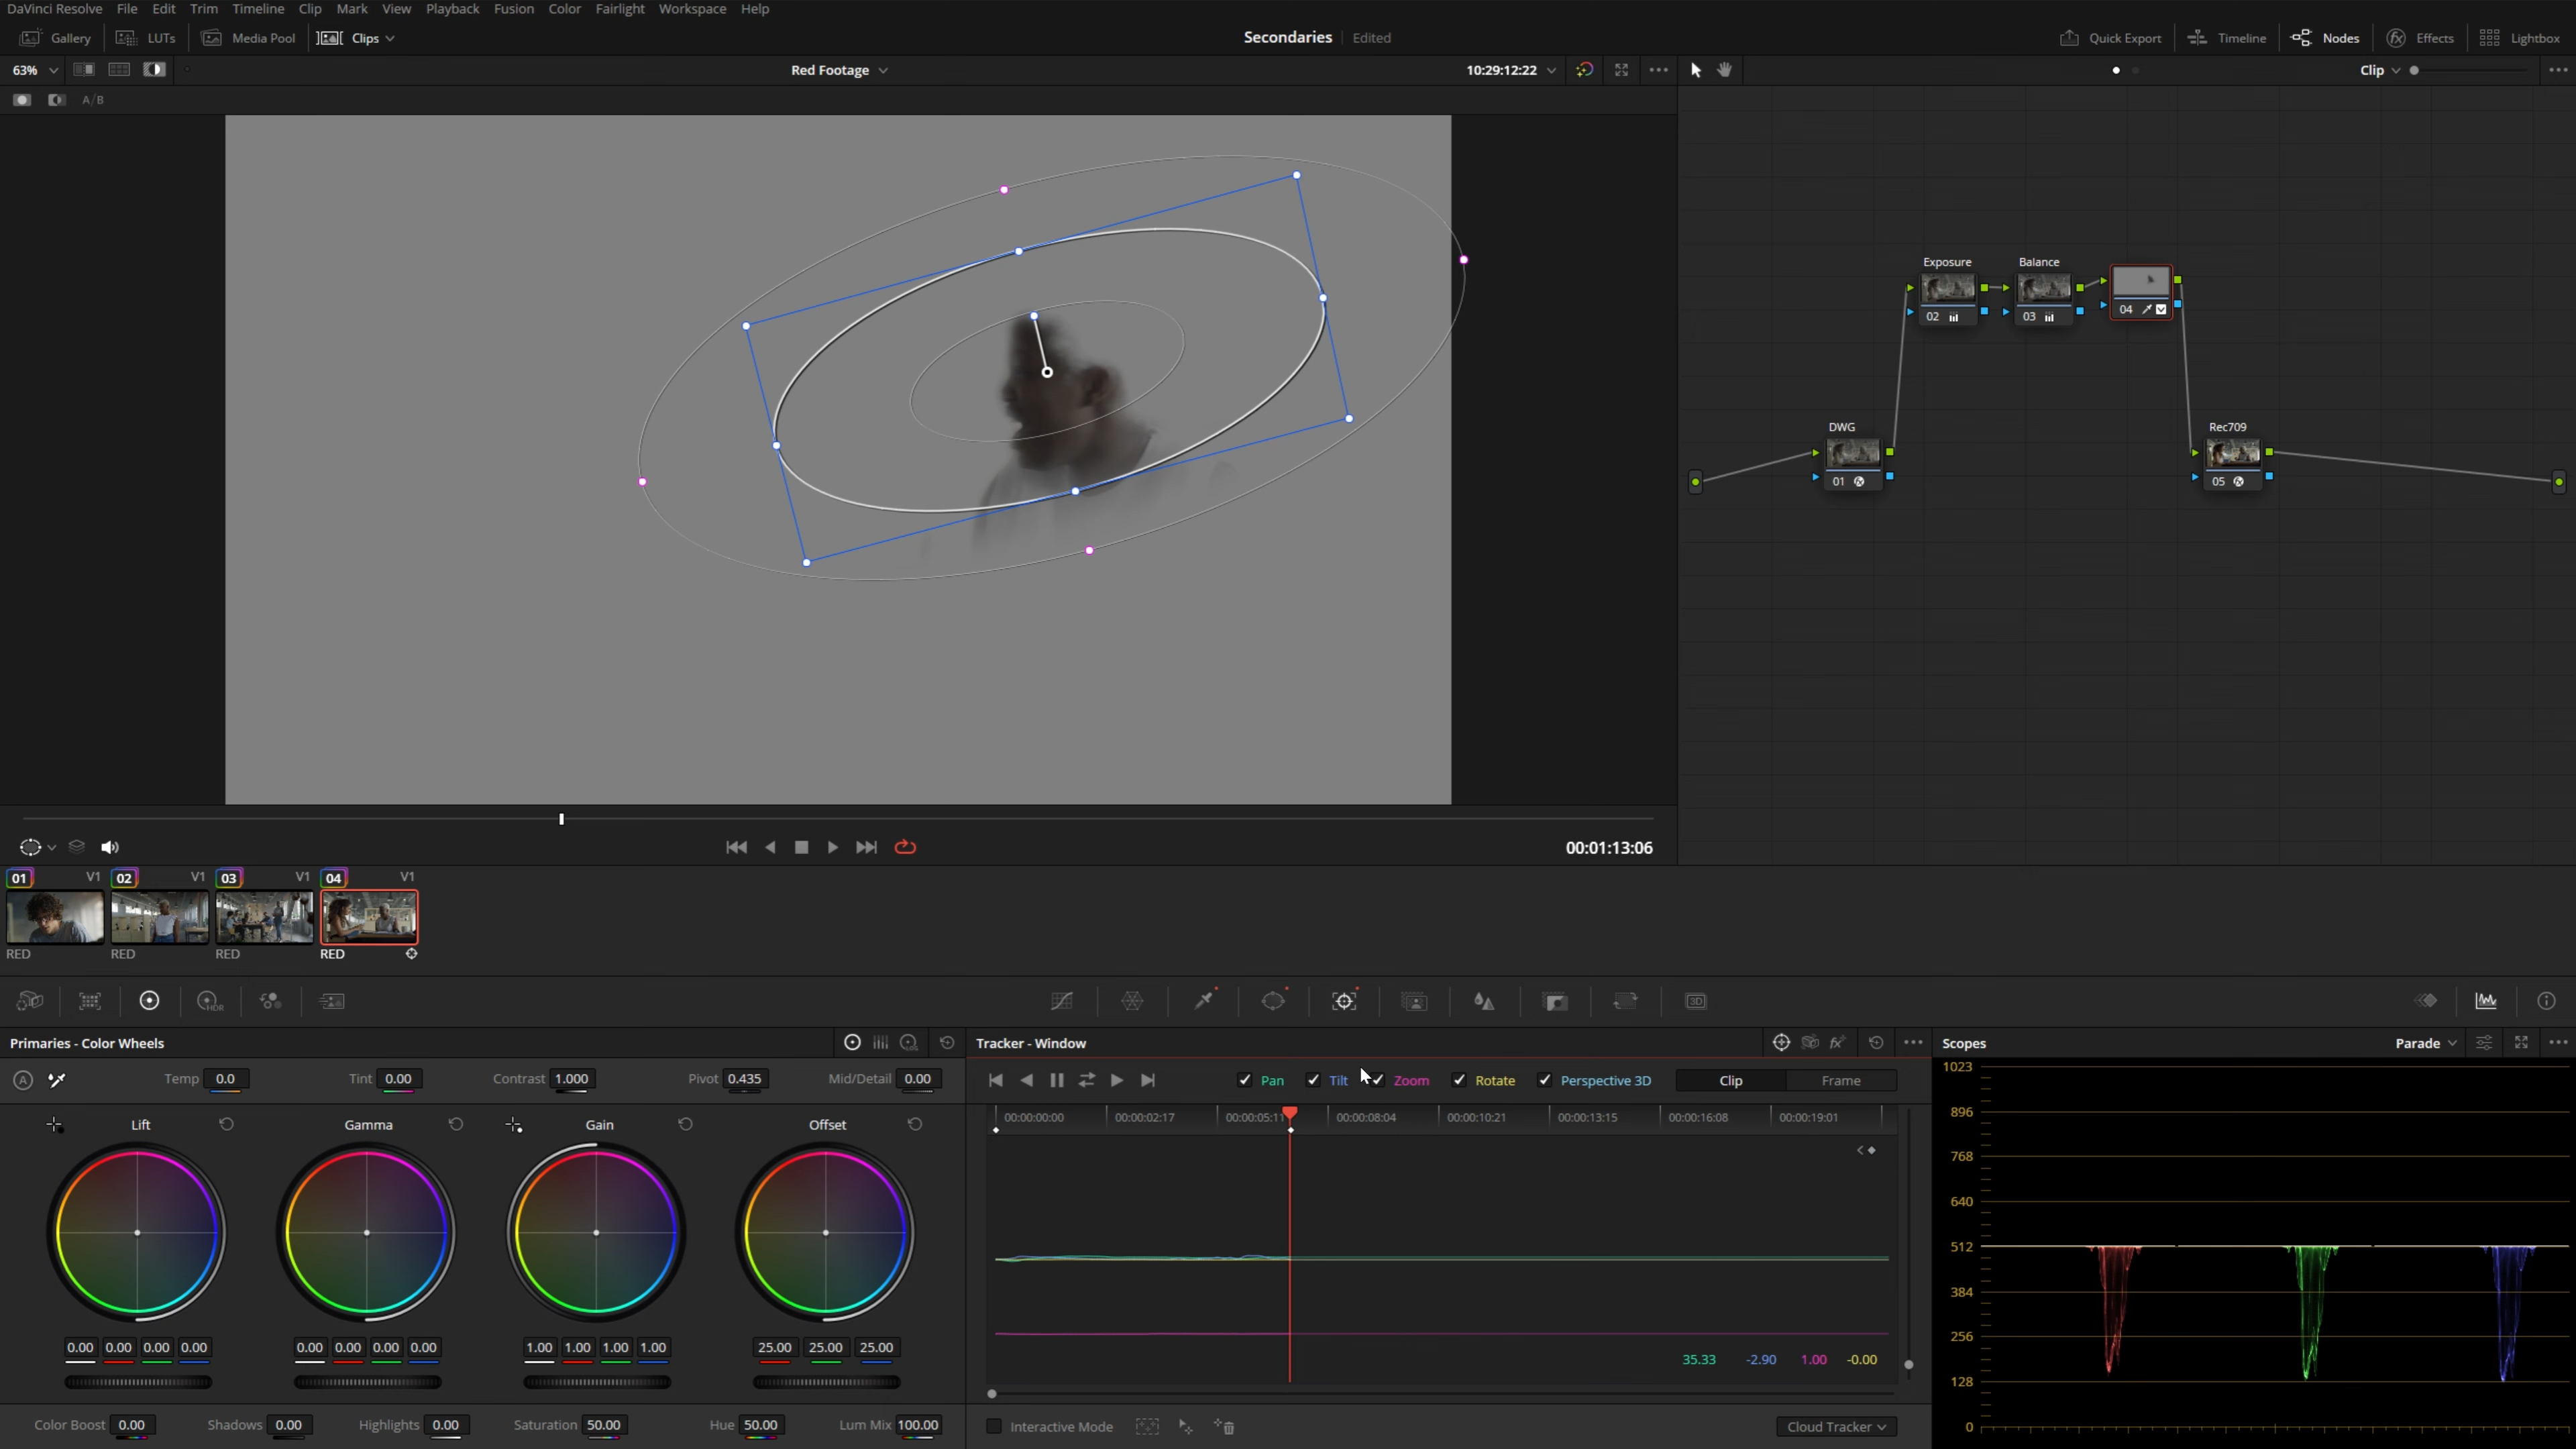 DaVinci Resolve File Edit Trim Timeline Clip Mark View Playback Fusion Color Fairlight Workspace Help
Gallery LUTs Media Pool Clips Secondaries Edited Quick Export Timeline Nodes Effects Lightbox
63% Red Footage 10:29:12:22 Clip
A/B
Exposure Balance
02 03 04
DWG Rec709
01 05
00:01:13:06
01 V1 02 V1 03 V1 04 V1
RED RED RED RED
HDR 3D
Primaries - Color Wheels Tracker - Window Scopes Parade
A Temp 0.0 Tint 0.00 Contrast 1.000 Pivot 0.435 Mid/Detail 0.00 Pan Tilt Zoom Rotate Perspective 3D Clip Frame
Lift Gamma Gain Offset
00:00:00:00 00:00:02:17 00:00:05:11 00:00:08:04 00:00:10:21 00:00:13:15 00:00:16:08 00:00:19:01
1023
896
768
640
512
384
256
128
0
0.00 0.00 0.00 0.00 0.00 0.00 0.00 0.00 1.00 1.00 1.00 1.00 25.00 25.00 25.00
35.33 -2.90 1.00 -0.00
Color Boost 0.00 Shadows 0.00 Highlights 0.00 Saturation 50.00 Hue 50.00 Lum Mix 100.00 Interactive Mode Cloud Tracker